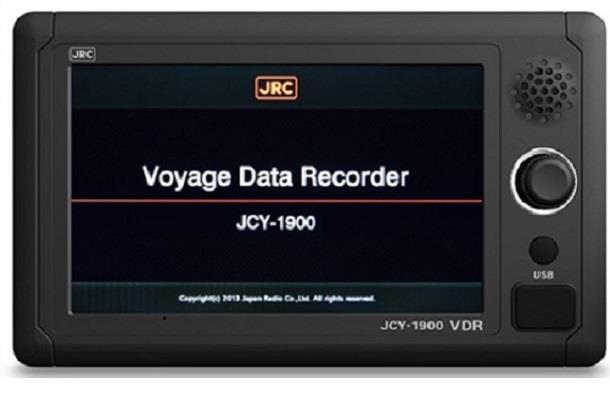 JRC
JRC
Voyage Data Recorder
JCY-1900
Copyright(c) 2013 Japan Radio Co.,Ltd. All rights reserved.
USB
JCY-1900 VDR